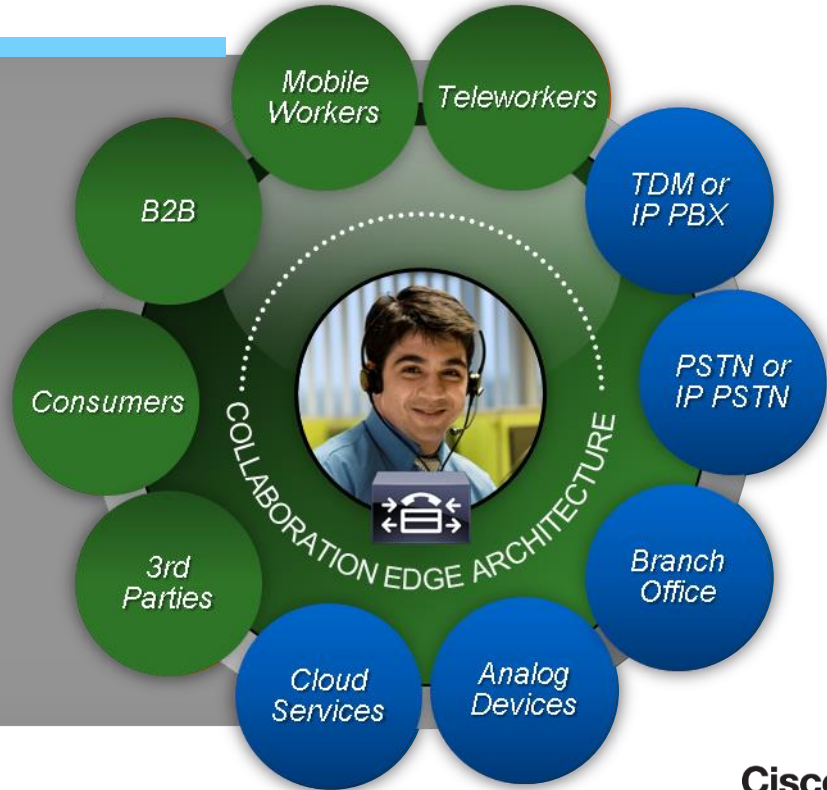 Mobile
Workers
Teleworkers
B2B
TDM or
IP PBX
Consumers
PSTN or
IP PSTN
COLLABORATION EDGE ARCHITECTURE
3rd
Parties
Branch
Office
Cloud
Services
Analog
Devices
Cisco